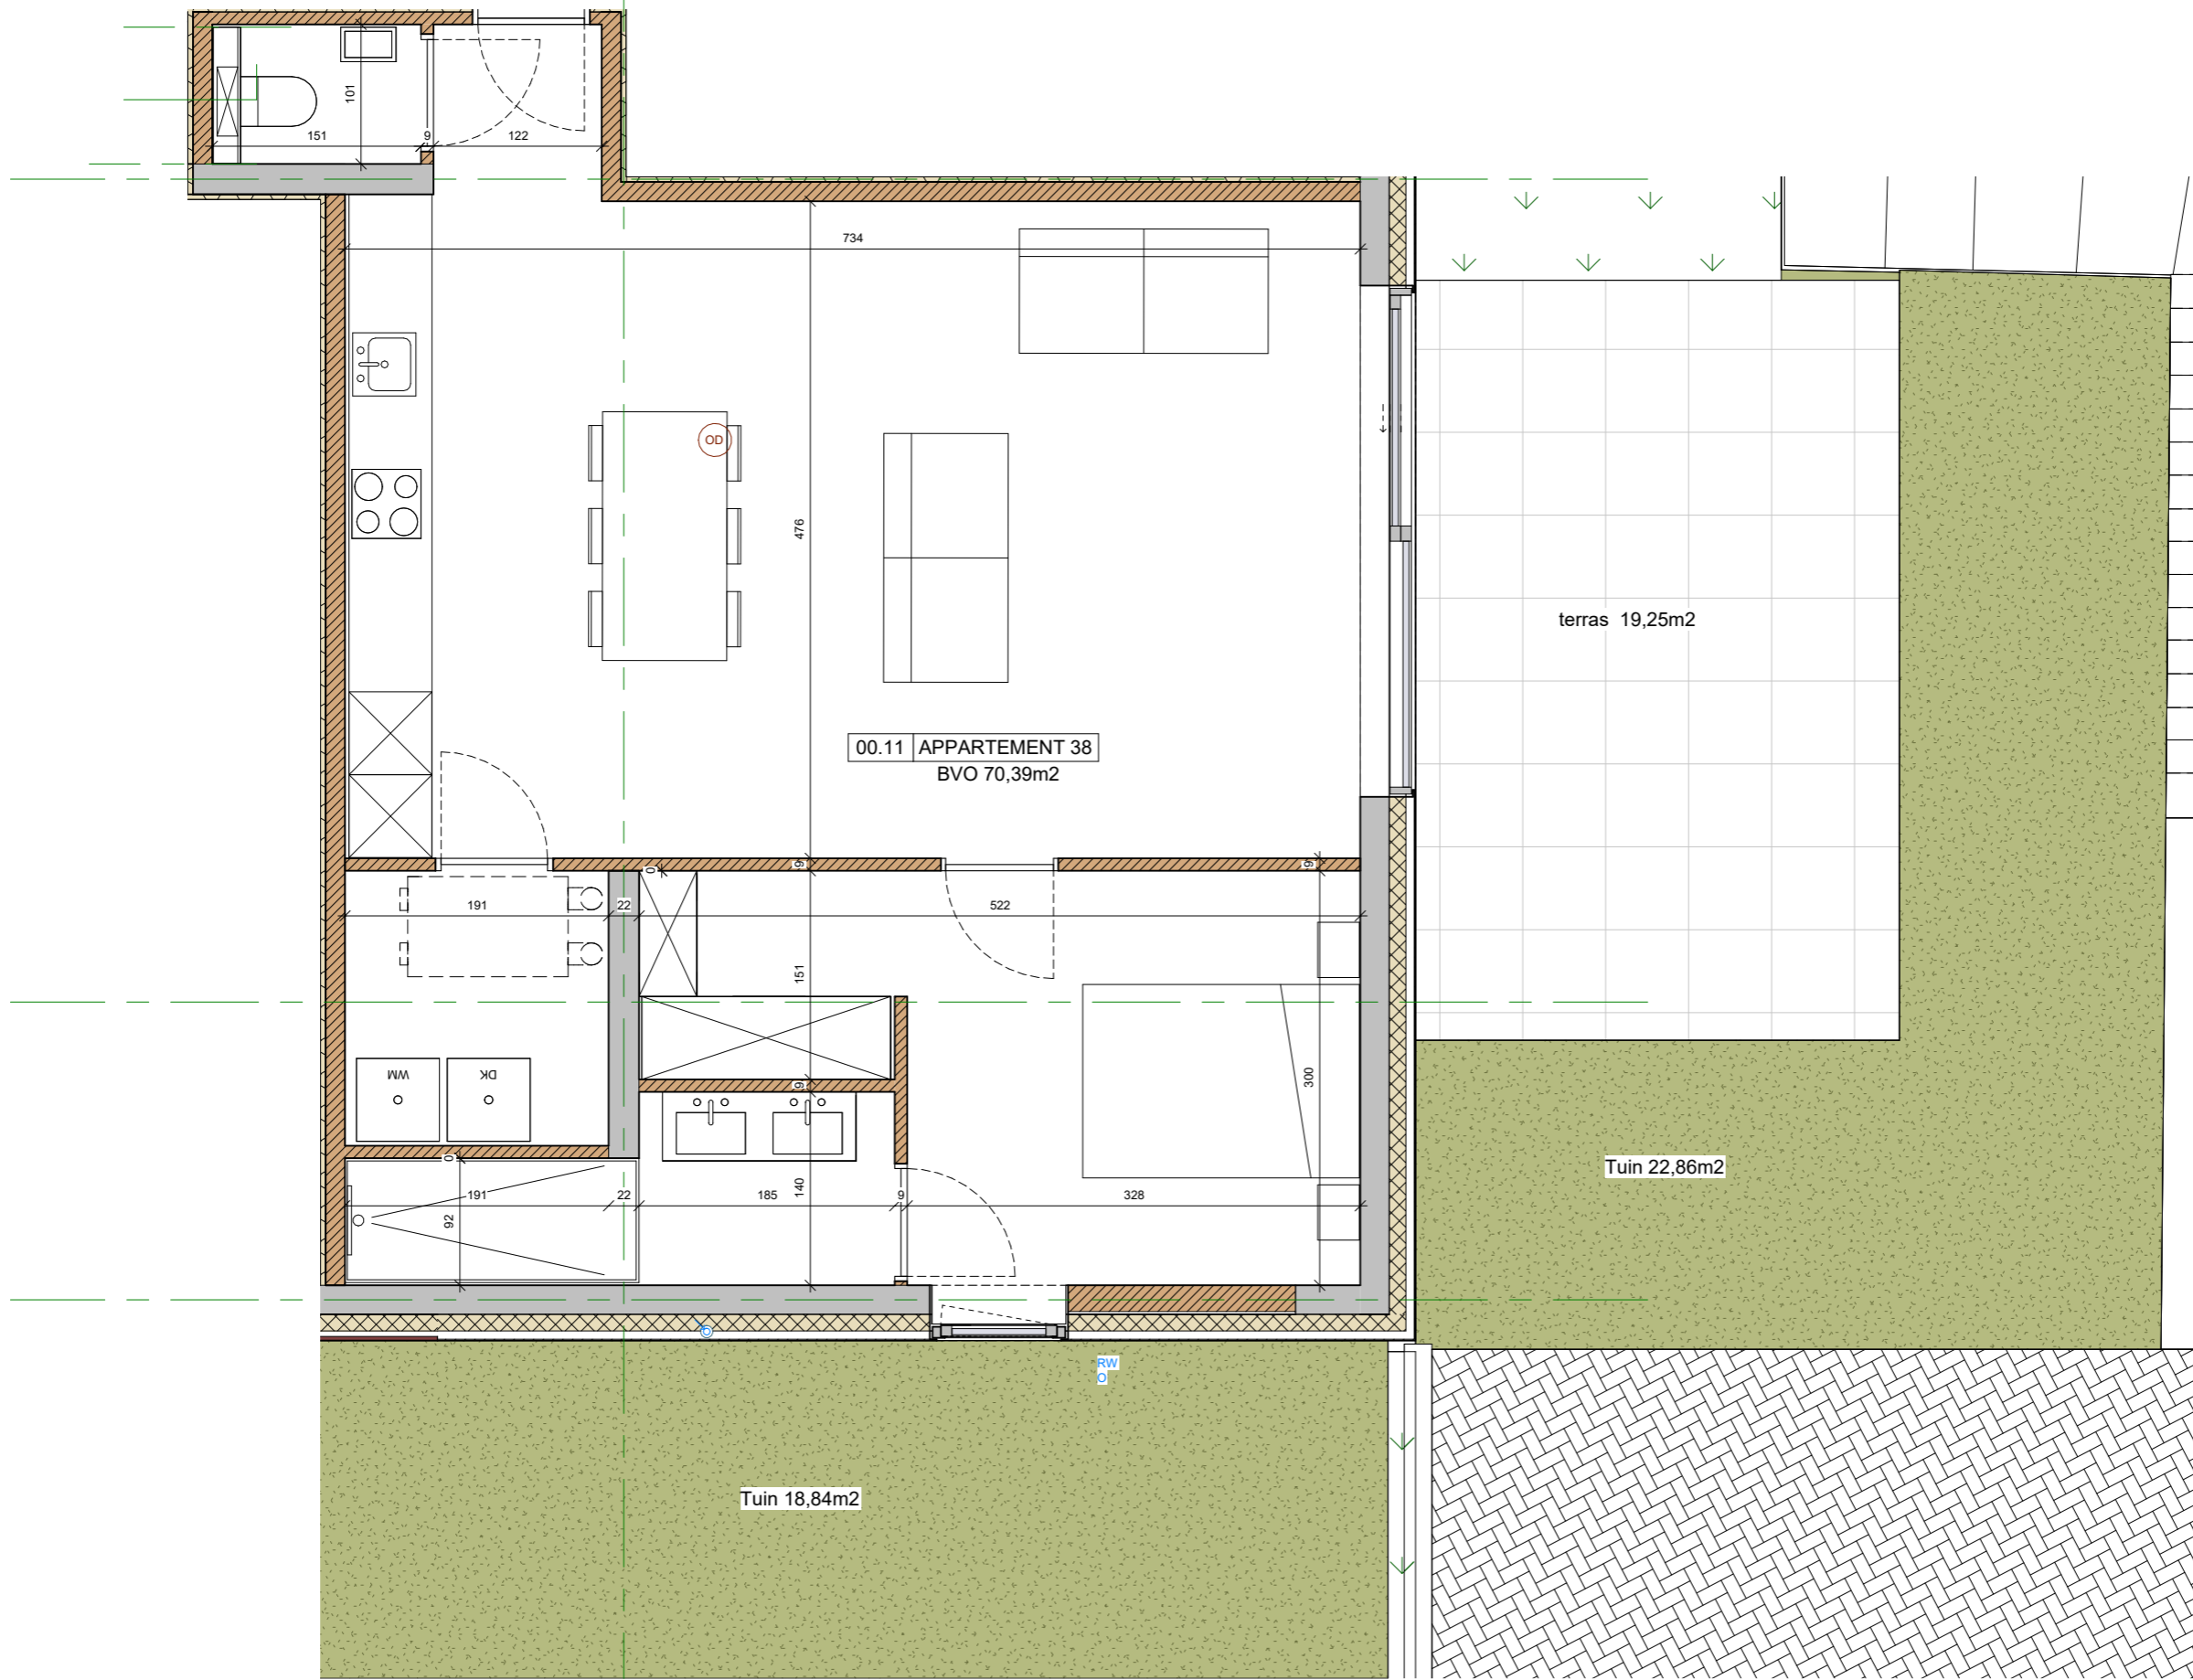 101
151
9
122
734
OD
476
terras 19,25m2
00.11 APPARTEMENT 38
BVO 70,39m2
9
9
0
191
22
522
151
WM
DK
9
300
Tuin 22,86m2
0
191
22
185
140
9
328
92
RW
O
Tuin 18,84m2